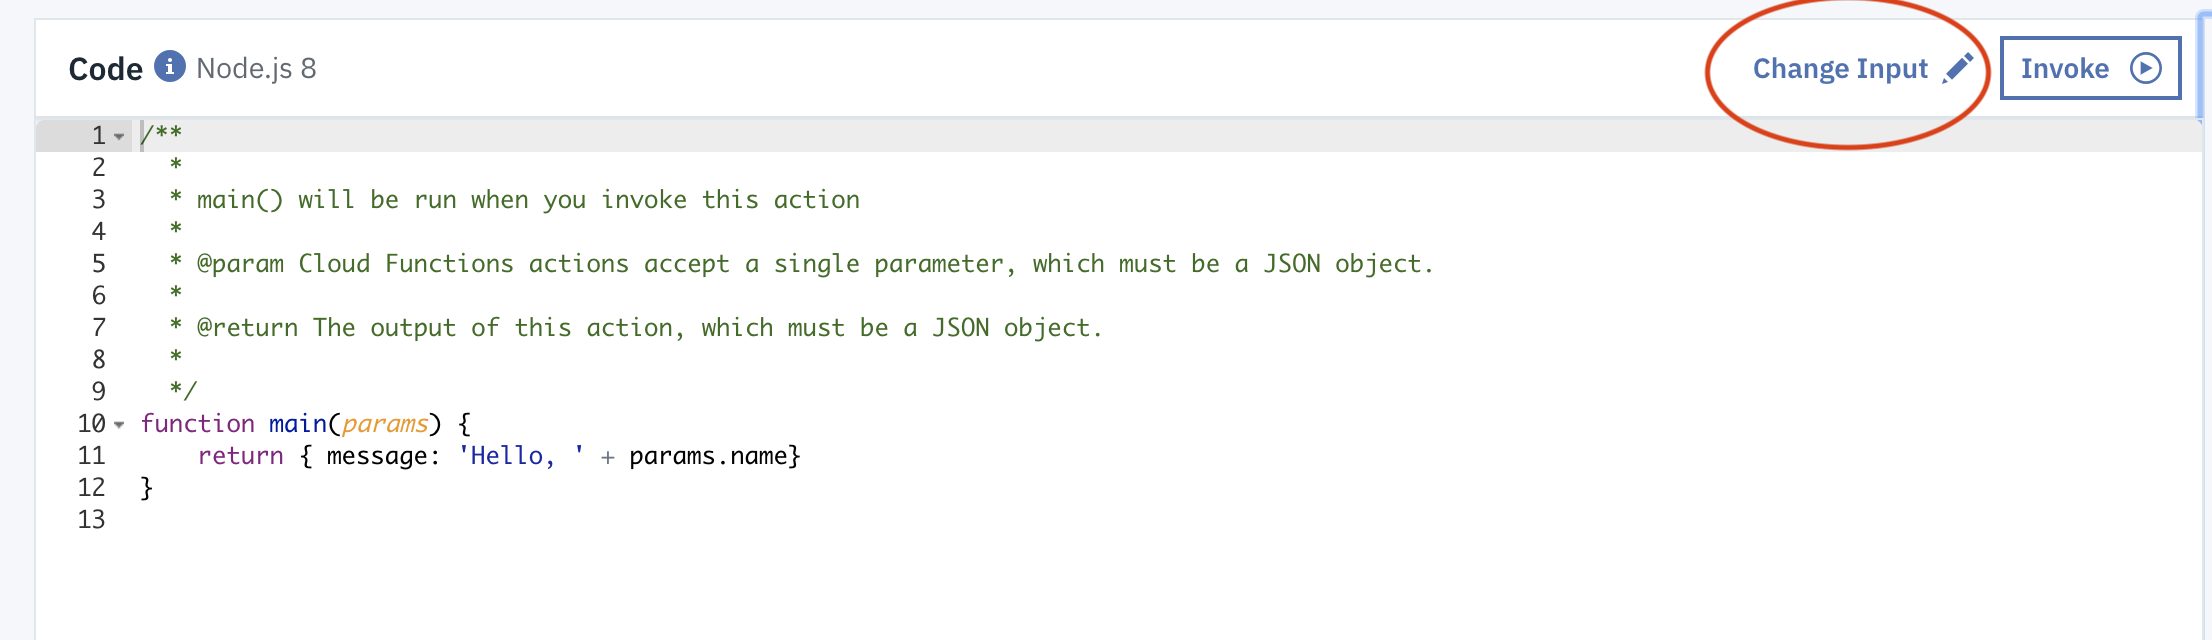 Code i Node.js 8 Change Input Invoke
1 /**
2 *
3 * main() will be run when you invoke this action
4 *
5 * @param Cloud Functions actions accept a single parameter, which must be a JSON object.
6 *
7 * @return The output of this action, which must be a JSON object.
8 *
9 */
10 function main(params) {
11 return { message: 'Hello, ' + params.name}
12 }
13